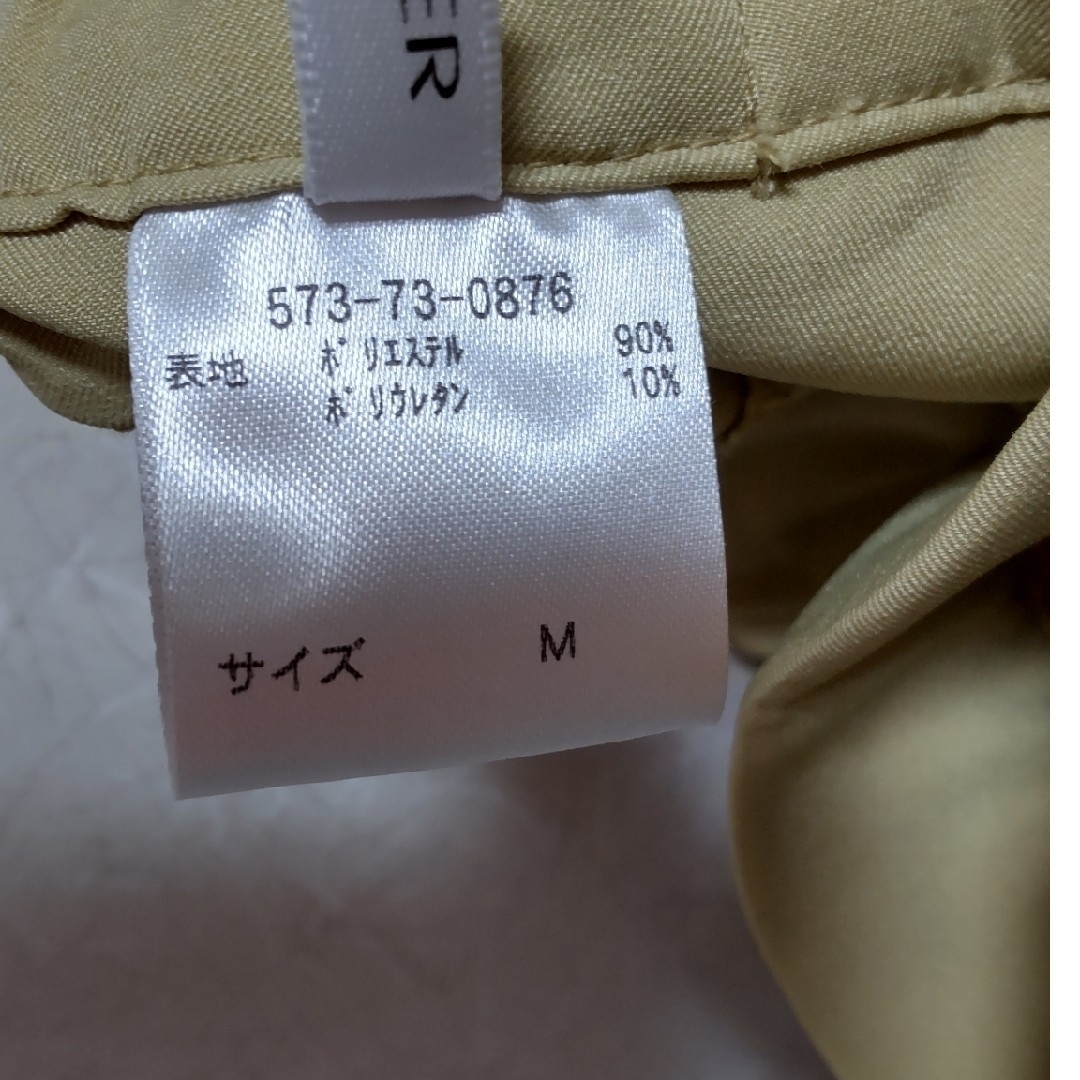 ER
573-73-0876
表地 ポリエステル 90%
ポリウレタン 10%
サイズ M